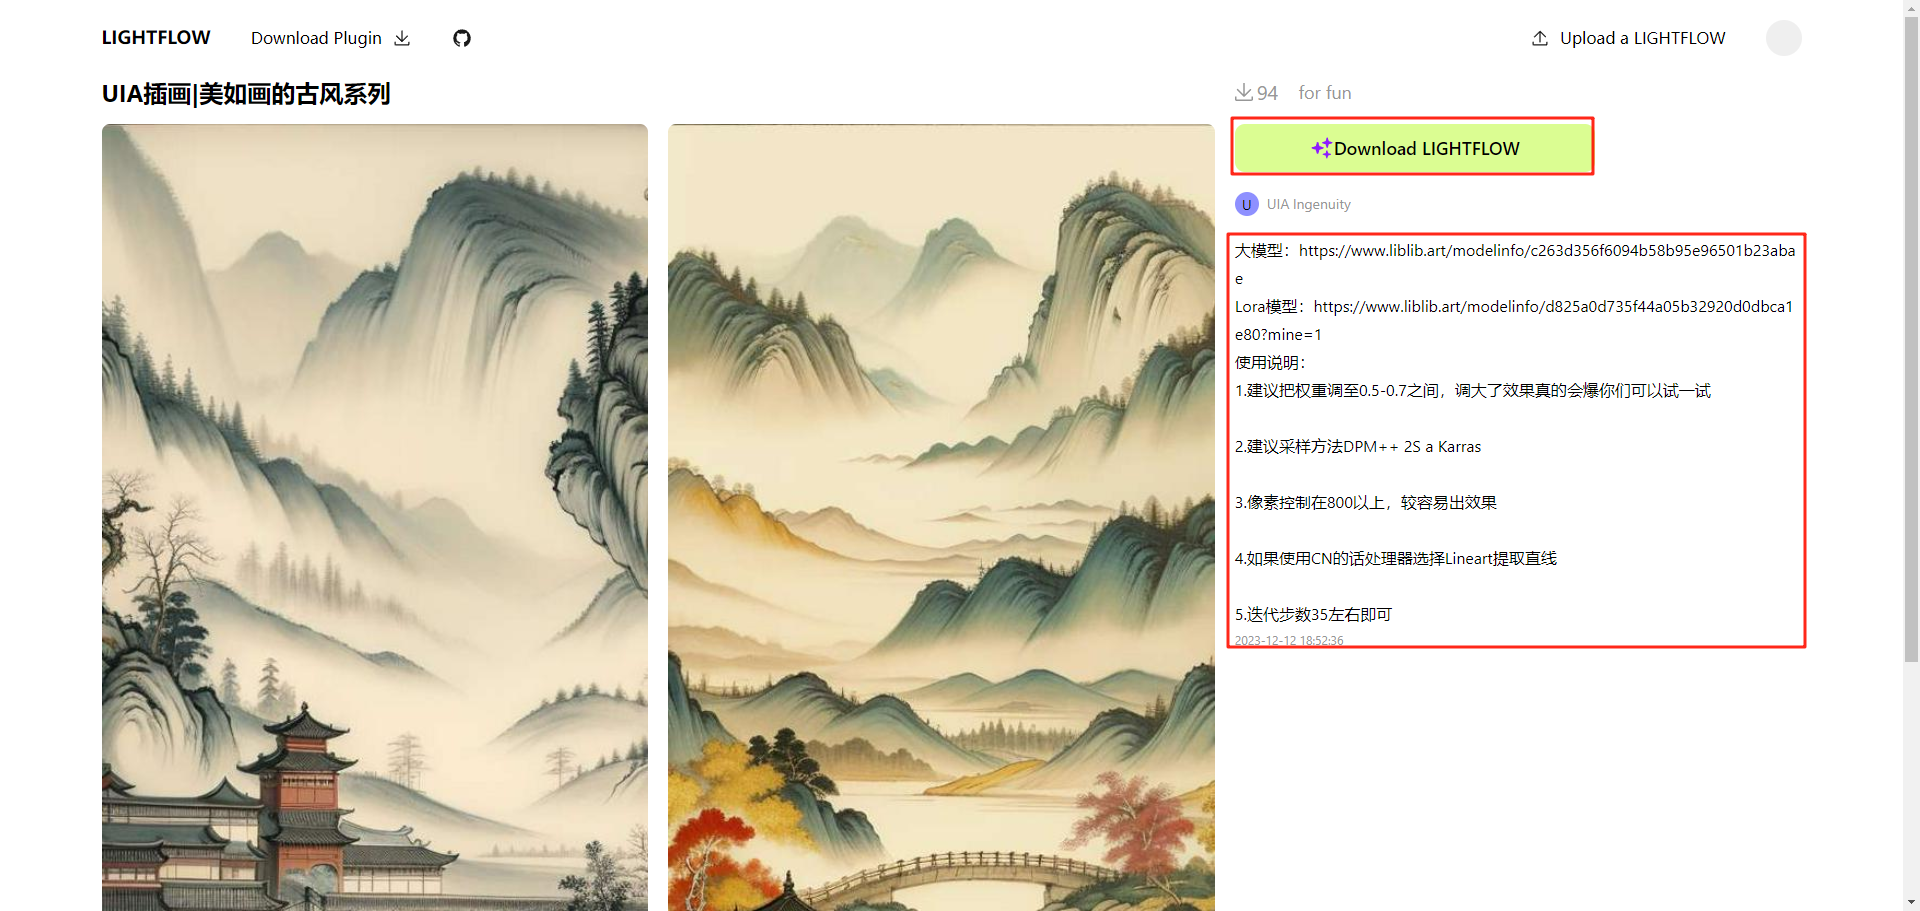 LIGHTFLOW Download Plugin Upload a LIGHTFLOW
UIA插画|美如画的古风系列
94 for fun
Download LIGHTFLOW
U UIA Ingenuity
大模型：https://www.liblib.art/modelinfo/c263d356f6094b58b95e96501b23aba
e
Lora模型：https://www.liblib.art/modelinfo/d825a0d735f44a05b32920d0dbca1
e80?mine=1
使用说明：
1.建议把权重调至0.5-0.7之间，调大了效果真的会爆你们可以试一试
2.建议采样方法DPM++ 2S a Karras
3.像素控制在800以上，较容易出效果
4.如果使用CN的话处理器选择Lineart提取直线
5.迭代步数35左右即可
2023-12-12 18:52:36